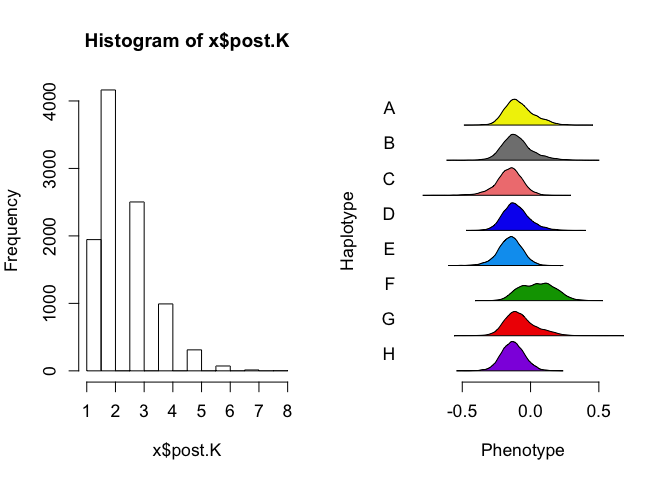 Histogram of x$post.K
Frequency
0
1000
2000
3000
4000
1 2 3 4 5 6 7 8
x$post.K
Haplotype
A
B
C
D
E
F
G
H
-0.5 0.0 0.5
Phenotype